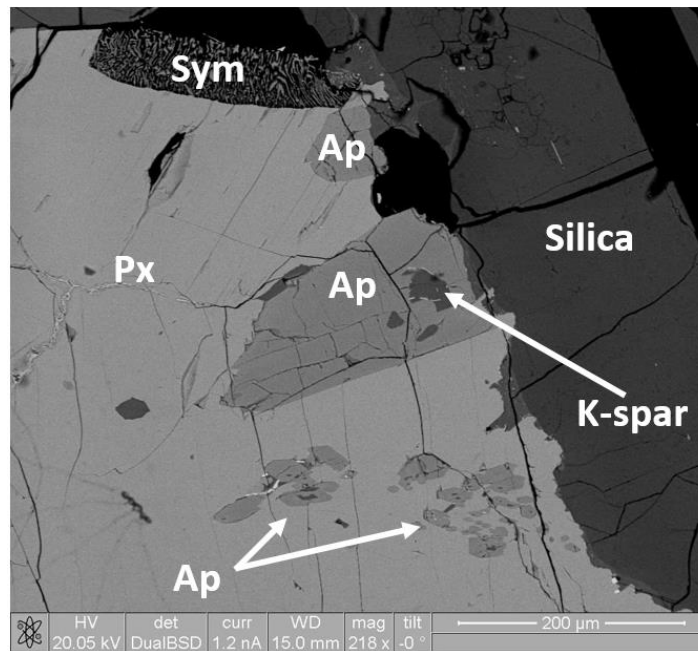 Sym
Ap
Silica
Px
Ap
K-spar
Ap
HV det curr WD mag tilt
20.05 kV DualBSD 1.2 nA 15.0 mm 218 x -0 °
200 µm